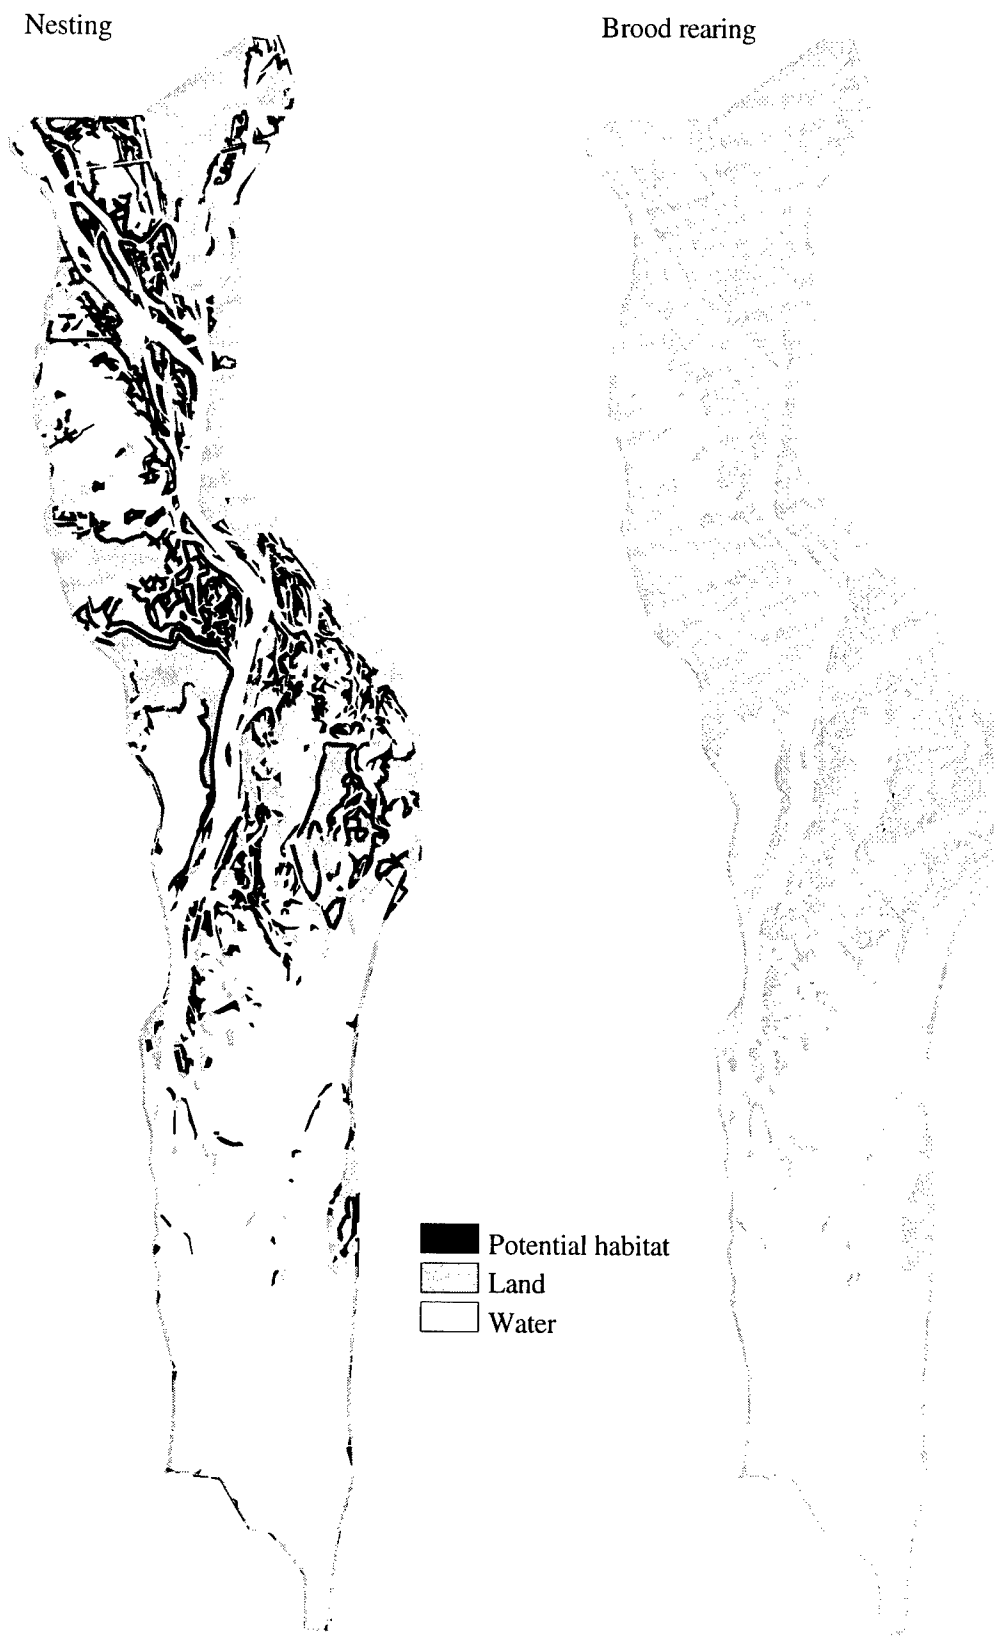 Nesting
Brood rearing
Potential habitat
Land
Water